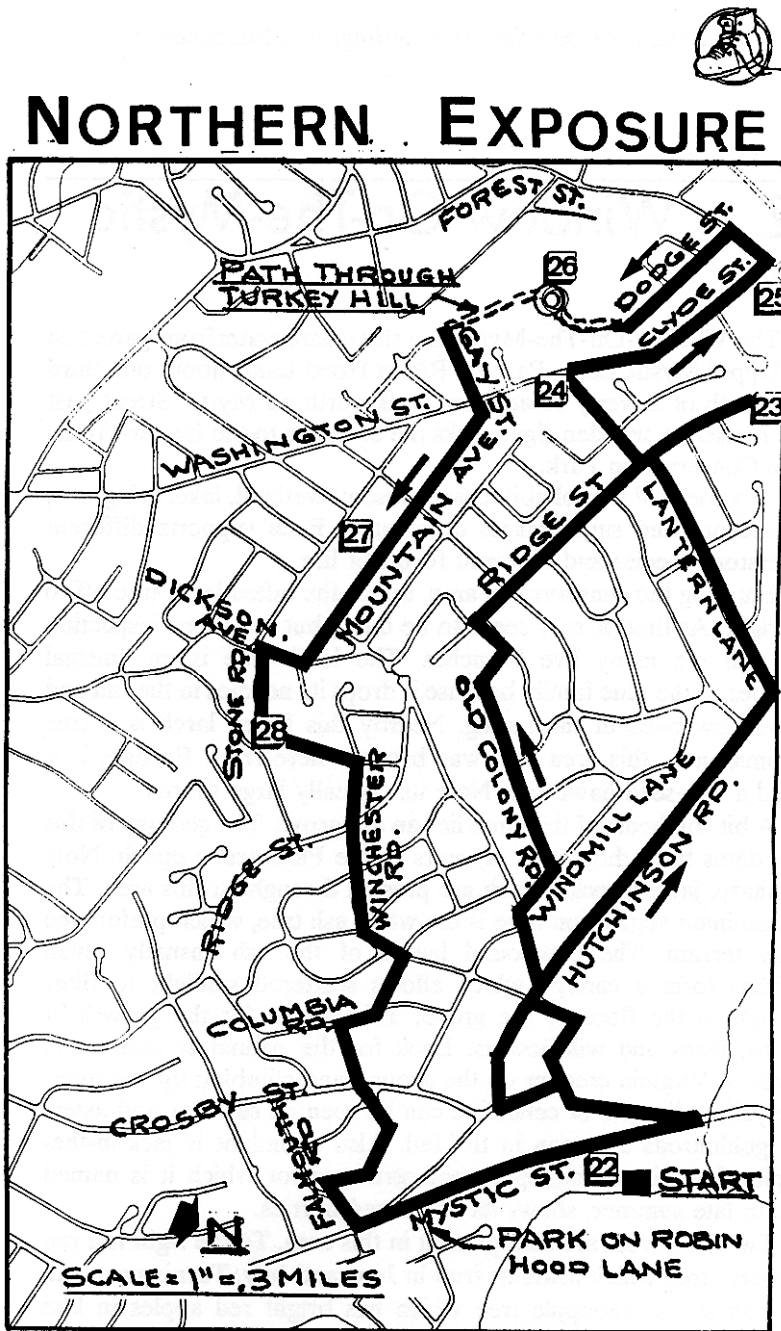 NORTHERN EXPOSURE
FOREST ST.
PATH THROUGH
TURKEY HILL
26
DODGE ST.
CLYDE ST.
25
GAY ST
24
23
WASHINGTON ST.
MOUNTAIN AVE.
27
RIDGE ST
LANTERN LANE
DICKSON
AVE.
STONE RD.
28
OLD COLONY RD.
WINDMILL LANE
HUTCHINSON RD.
WINCHESTER
RD.
RIDGE ST.
COLUMBIA
RD.
CROSBY ST.
MYSTIC ST.
22
START
N
PARK ON ROBIN
HOOD LANE
SCALE = 1" = .3 MILES